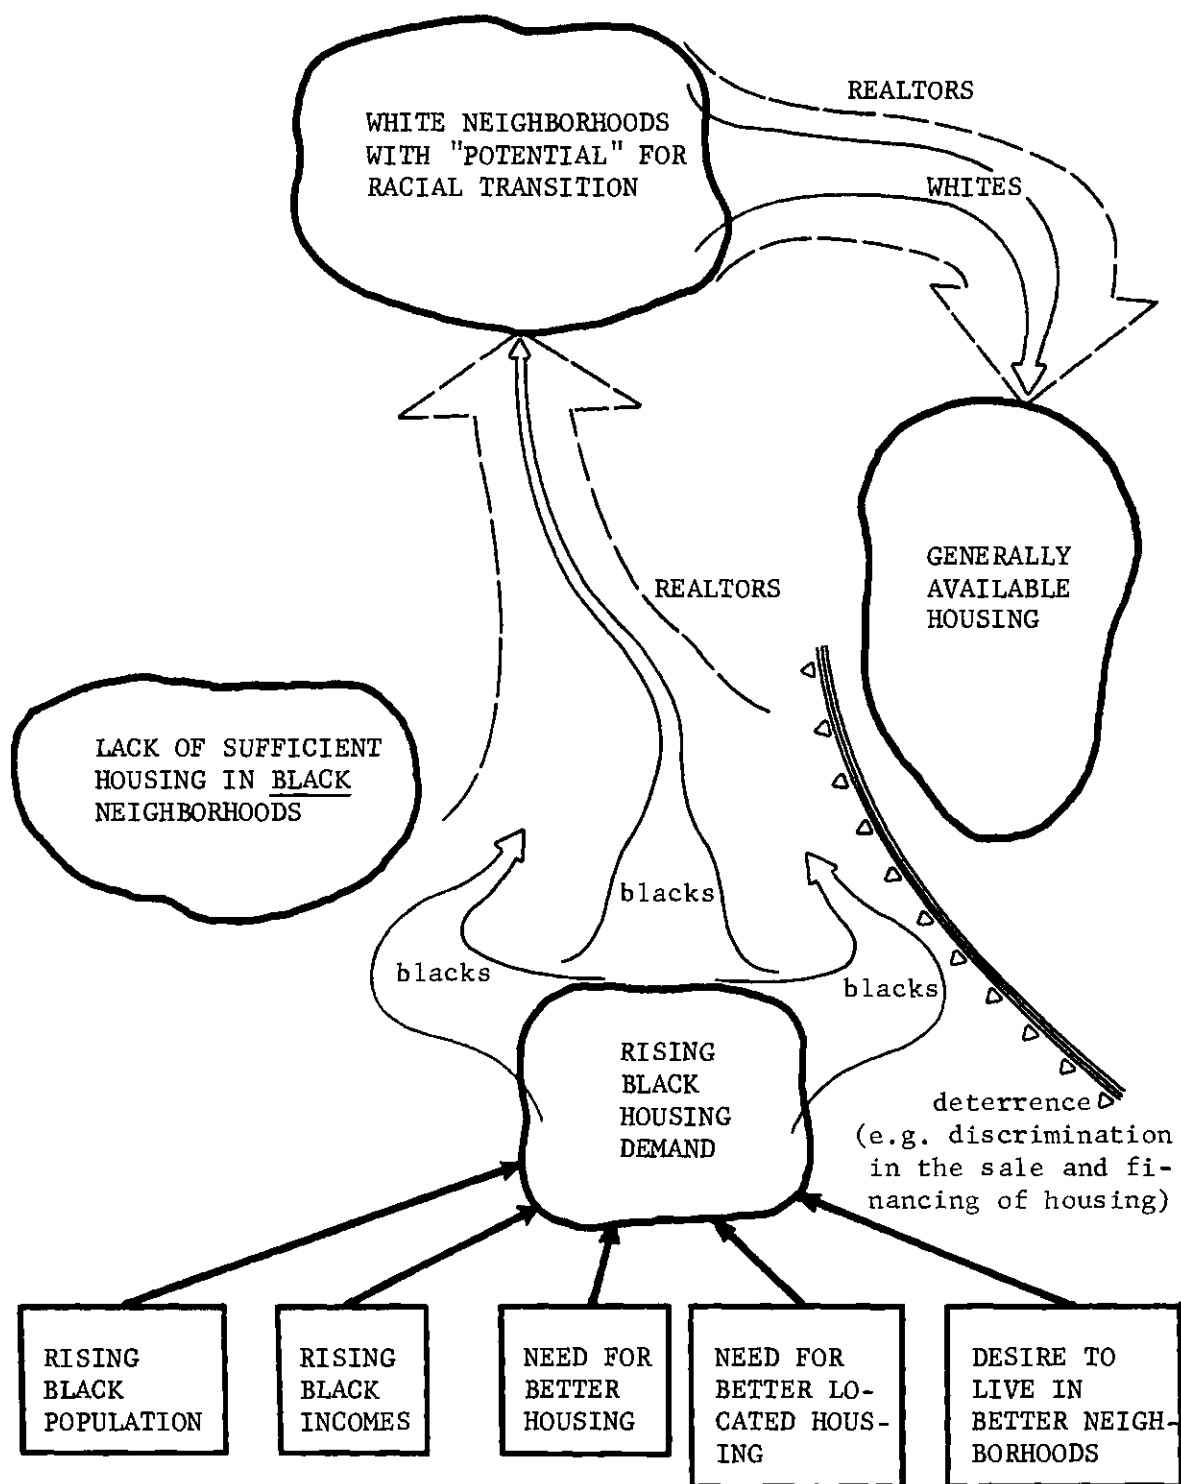 REALTORS
WHITE NEIGHBORHOODS
WITH "POTENTIAL" FOR
RACIAL TRANSITION
WHITES
GENERALLY
AVAILABLE
HOUSING
REALTORS
LACK OF SUFFICIENT
HOUSING IN BLACK
NEIGHBORHOODS
blacks
blacks
blacks
RISING
BLACK
HOUSING
DEMAND
deterrence
(e.g. discrimination
in the sale and fi-
nancing of housing)
RISING
BLACK
POPULATION
RISING
BLACK
INCOMES
NEED FOR
BETTER
HOUSING
NEED FOR
BETTER LO-
CATED HOUS-
ING
DESIRE TO
LIVE IN
BETTER NEIGH-
BORHOODS